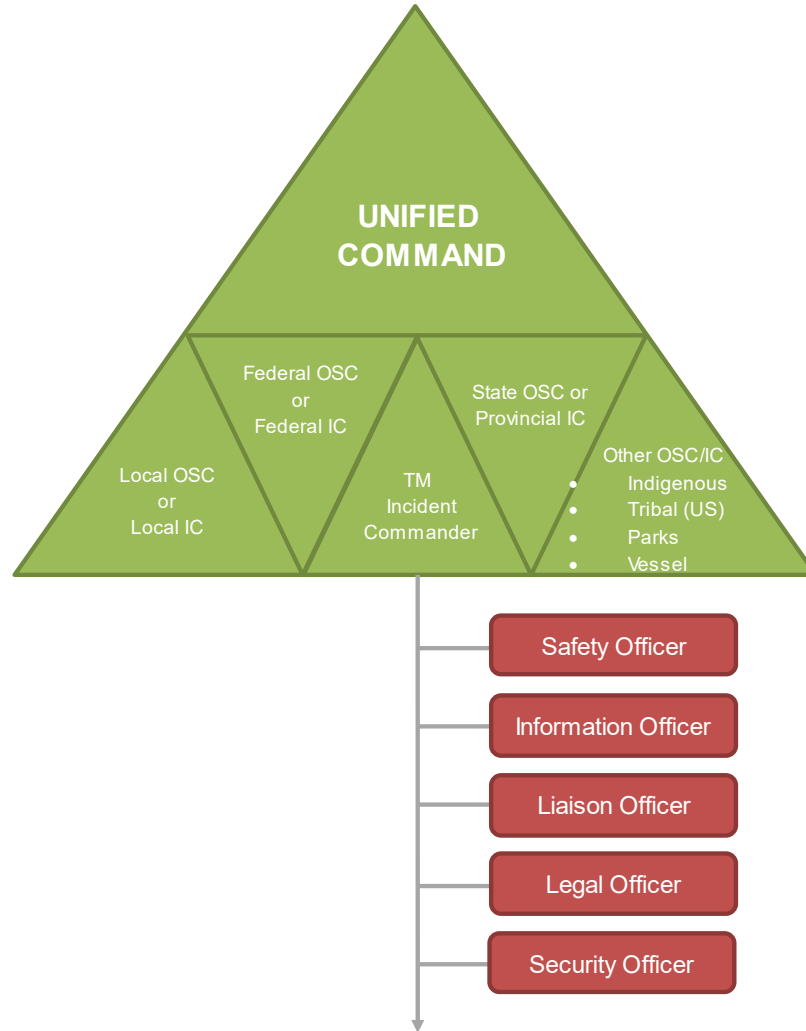 UNIFIED
COMMAND
Local OSC
or
Local IC
Federal OSC
or
Federal IC
TM
Incident
Commander
State OSC or
Provincial IC
Other OSC/IC
• Indigenous
• Tribal (US)
• Parks
• Vessel
Safety Officer
Information Officer
Liaison Officer
Legal Officer
Security Officer